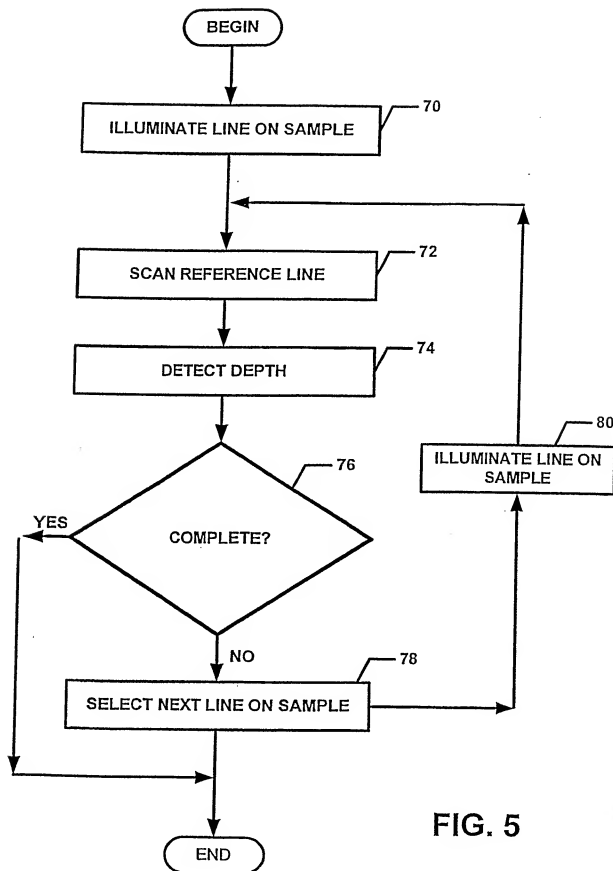 BEGIN
70
ILLUMINATE LINE ON SAMPLE
72
SCAN REFERENCE LINE
74
DETECT DEPTH
76
COMPLETE?
YES
NO
80
ILLUMINATE LINE ON
SAMPLE
78
SELECT NEXT LINE ON SAMPLE
END
FIG. 5